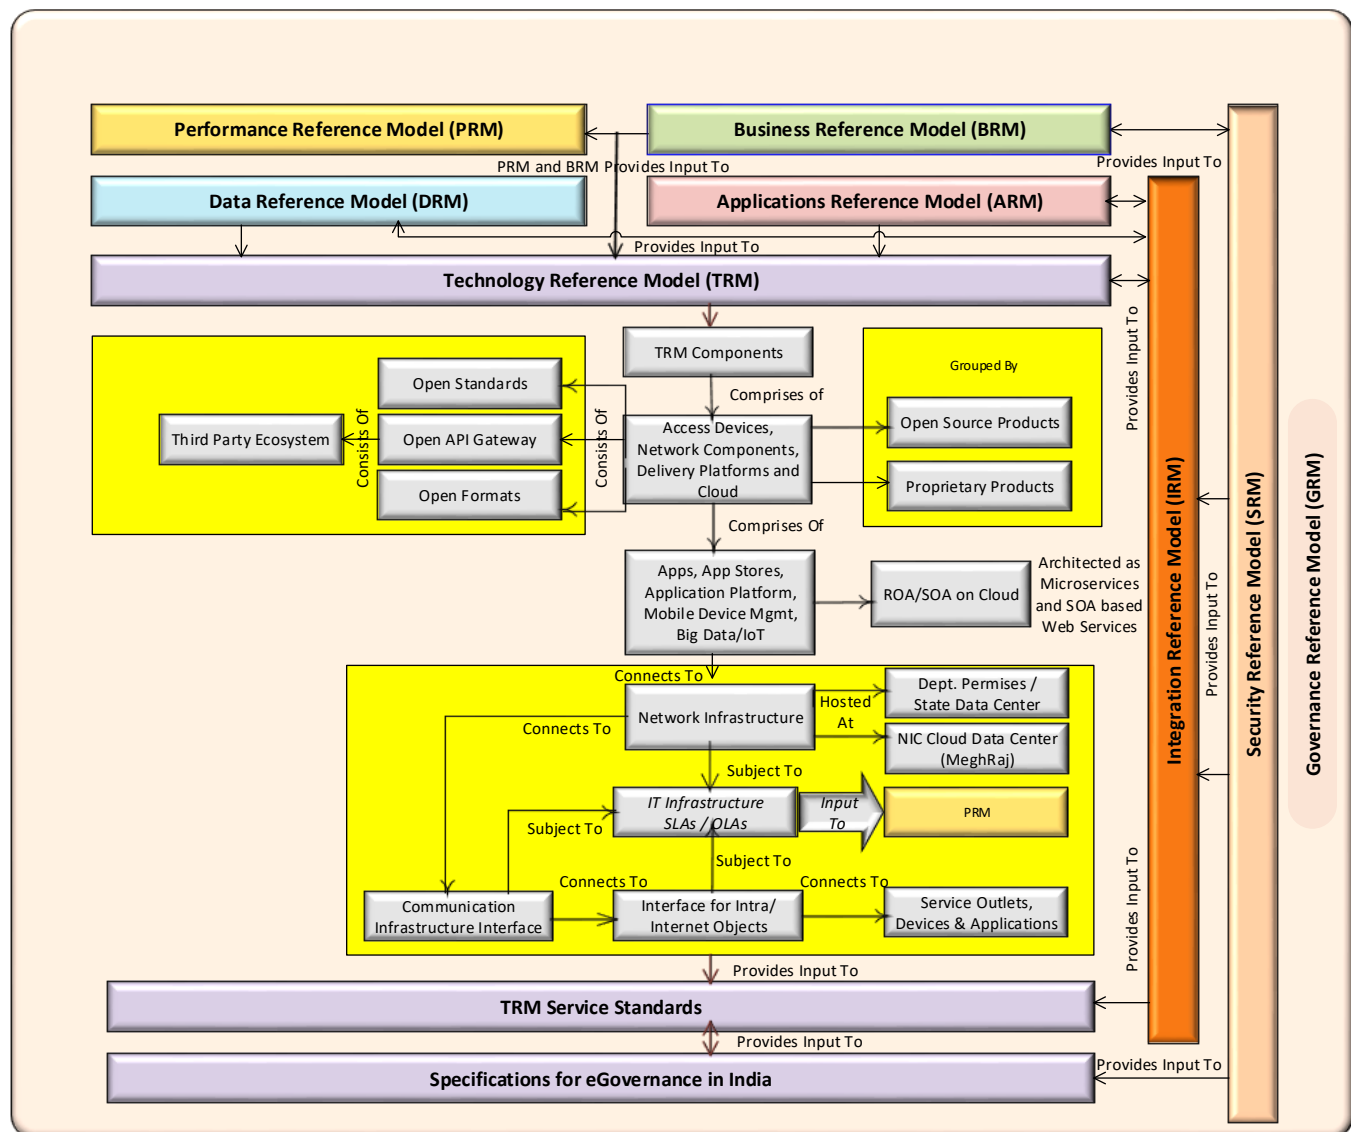 Performance Reference Model (PRM)
Business Reference Model (BRM)
PRM and BRM Provides Input To
Provides Input To
Data Reference Model (DRM)
Applications Reference Model (ARM)
Provides Input To
Technology Reference Model (TRM)
Provides Input To
TRM Components
Comprises of
Grouped By
Open Standards
Open API Gateway
Open Formats
Third Party Ecosystem
Consists Of
Consists Of
Access Devices,
Network Components,
Delivery Platforms and
Cloud
Open Source Products
Proprietary Products
Comprises Of
Apps, App Stores,
Application Platform,
Mobile Device Mgmt,
Big Data/IoT
ROA/SOA on Cloud
Architected as
Microservices
and SOA based
Web Services
Connects To
Network Infrastructure
Connects To
Hosted
At
Dept. Permises /
State Data Center
NIC Cloud Data Center
(MeghRaj)
Subject To
IT Infrastructure
SLAs / OLAs
Input
To
PRM
Subject To
Subject To
Connects To
Connects To
Communication
Infrastructure Interface
Interface for Intra/
Internet Objects
Service Outlets,
Devices & Applications
Provides Input To
TRM Service Standards
Provides Input To
Specifications for eGovernance in India
Provides Input To
Provides Input To
Integration Reference Model (IRM)
Provides Input To
Security Reference Model (SRM)
Governance Reference Model (GRM)